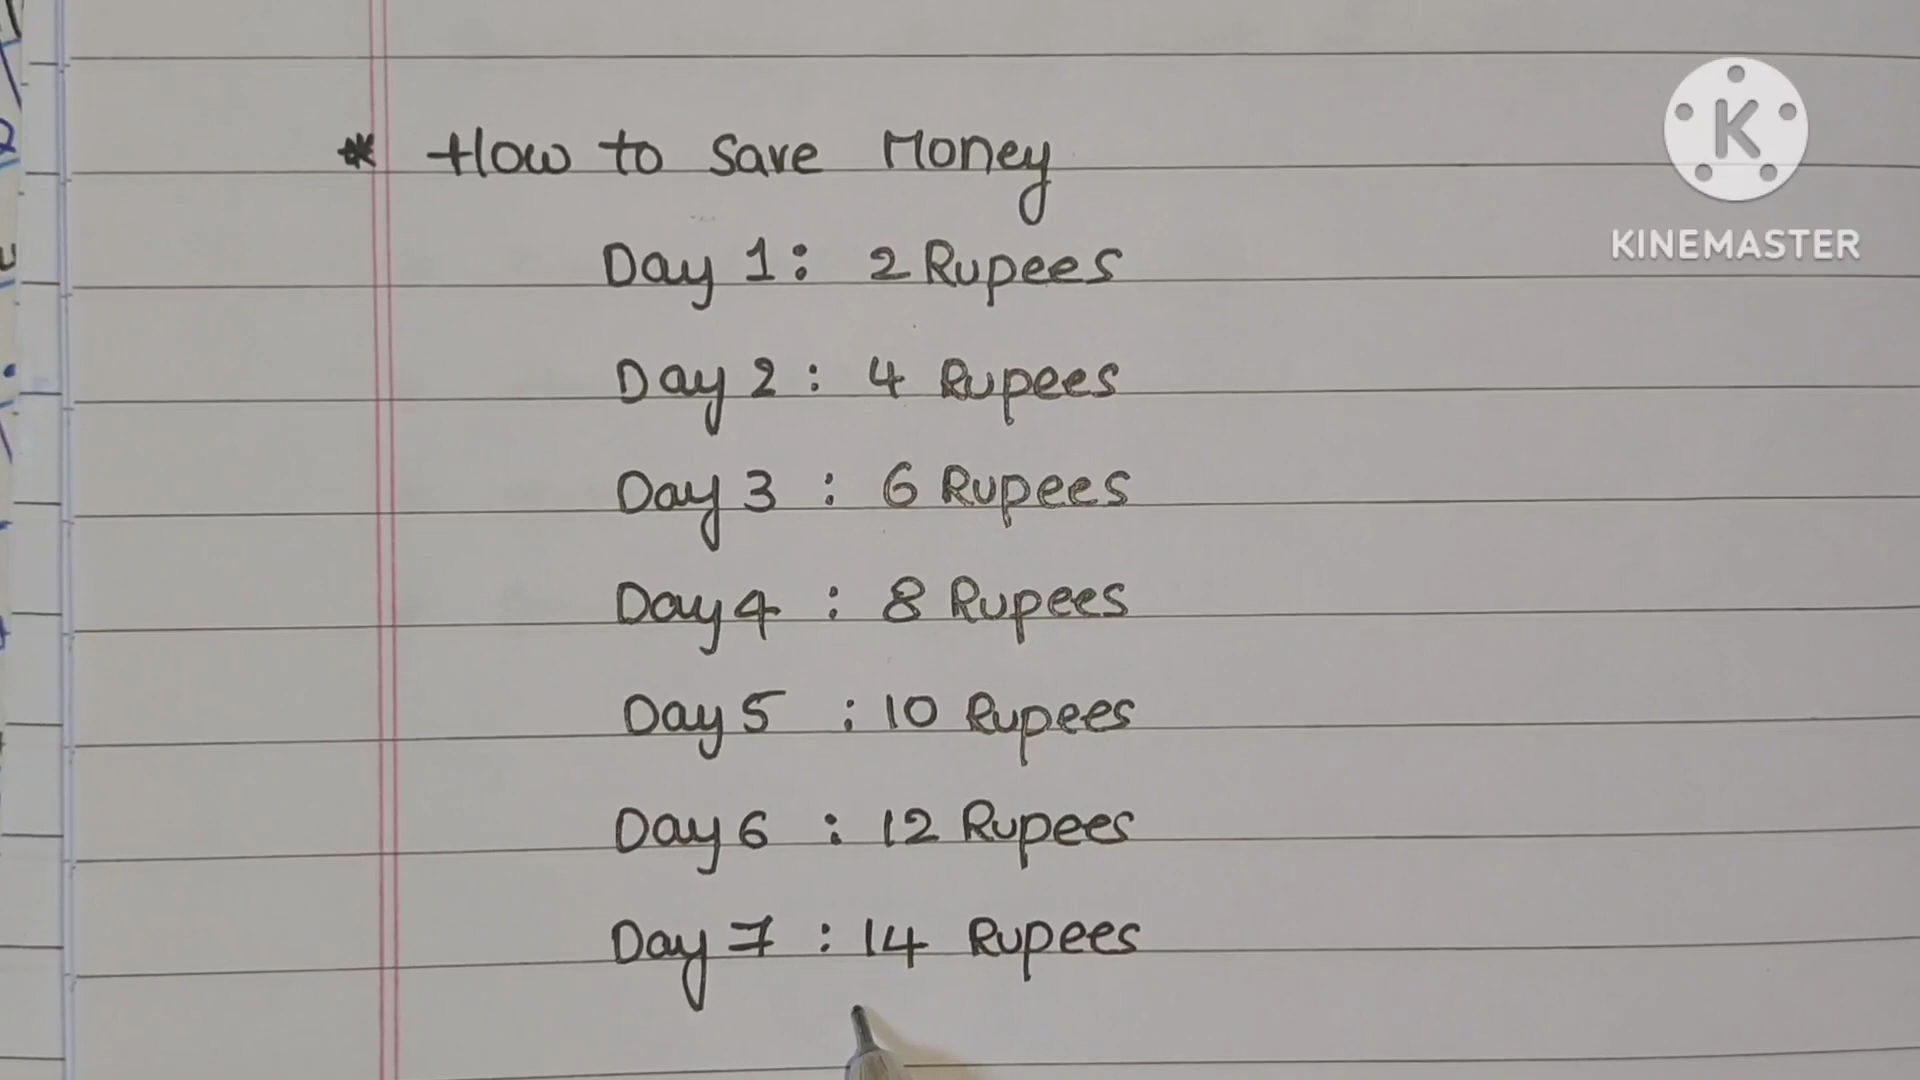 * How to save Money
Day 1: 2 Rupees
Day 2 : 4 Rupees
Day 3 : 6 Rupees
Day 4 : 8 Rupees
Day 5 : 10 Rupees
Day 6 : 12 Rupees
Day 7 : 14 Rupees
K
KINEMASTER